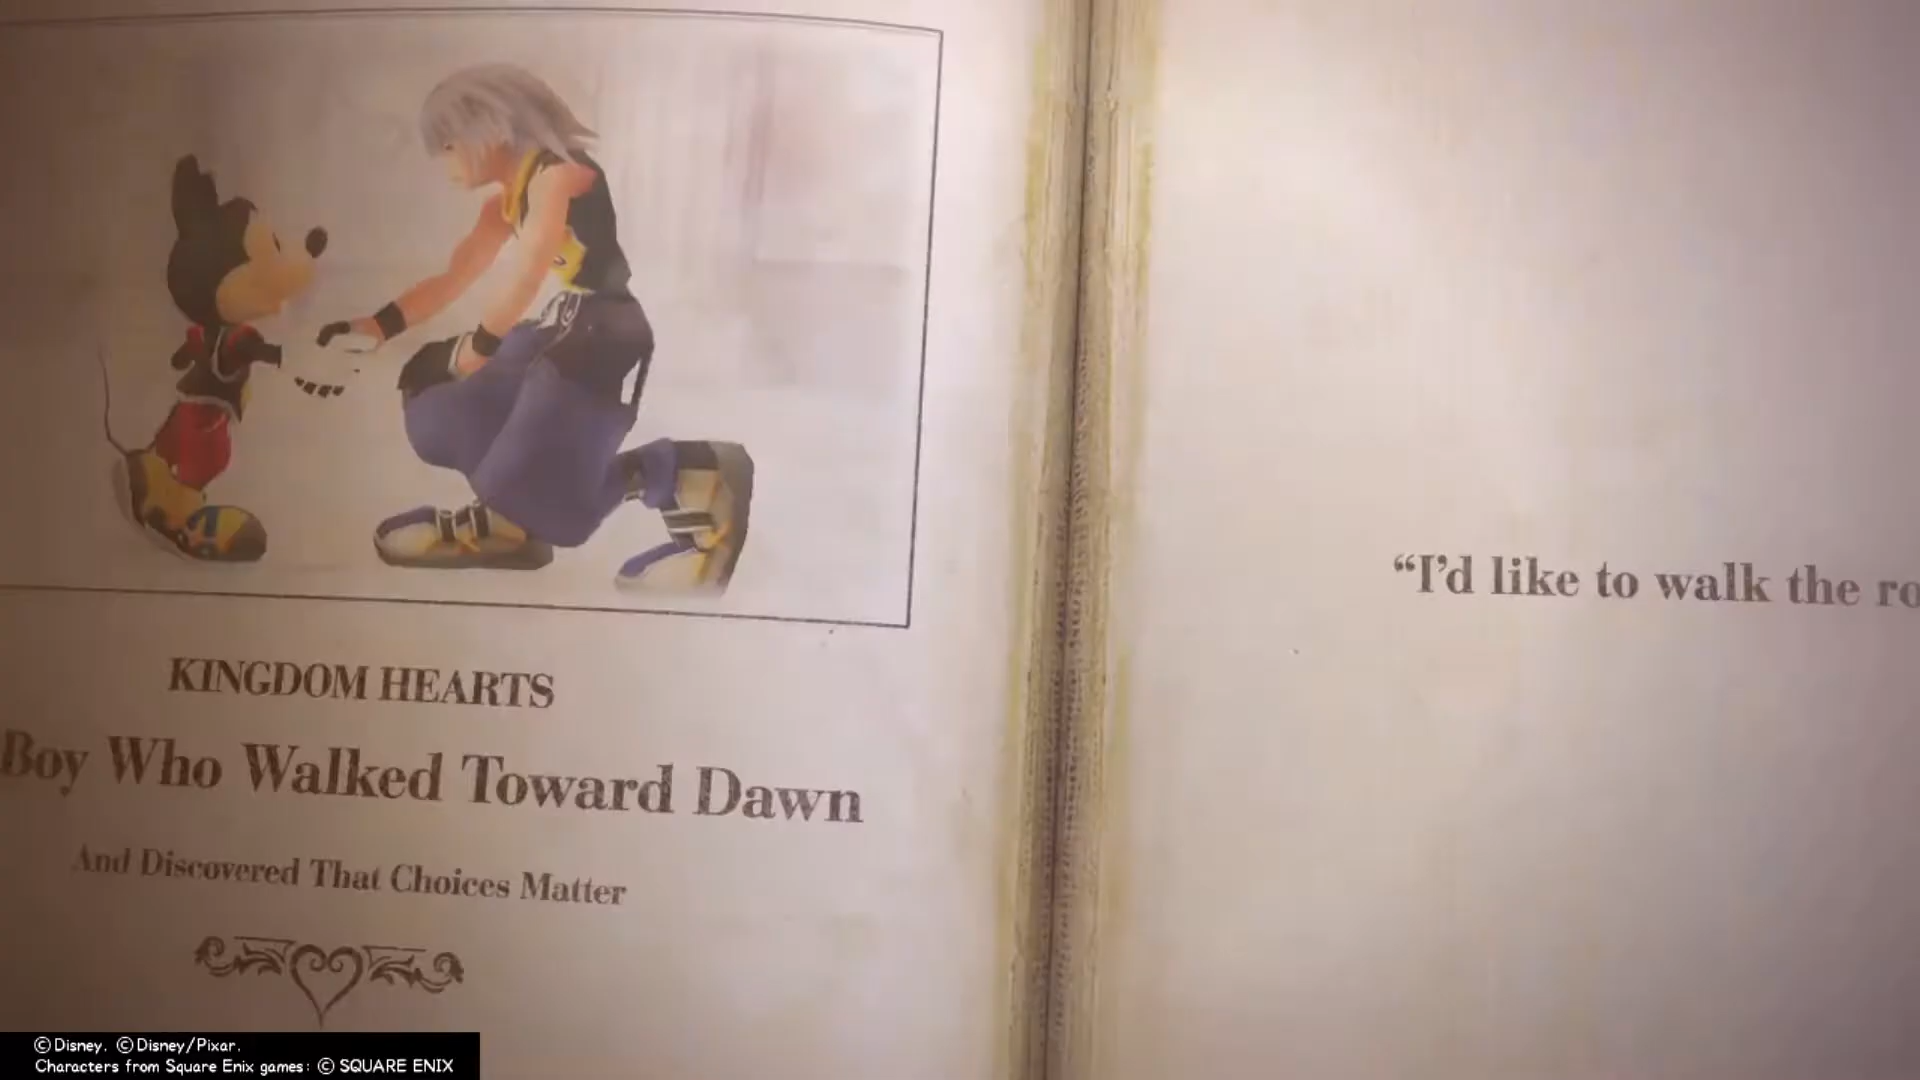 KINGDOM HEARTS
Boy Who Walked Toward Dawn
And Discovered That Choices Matter
“I’d like to walk the
©Disney. ©Disney/Pixar.
Characters from Square Enix games: © SQUARE ENIX